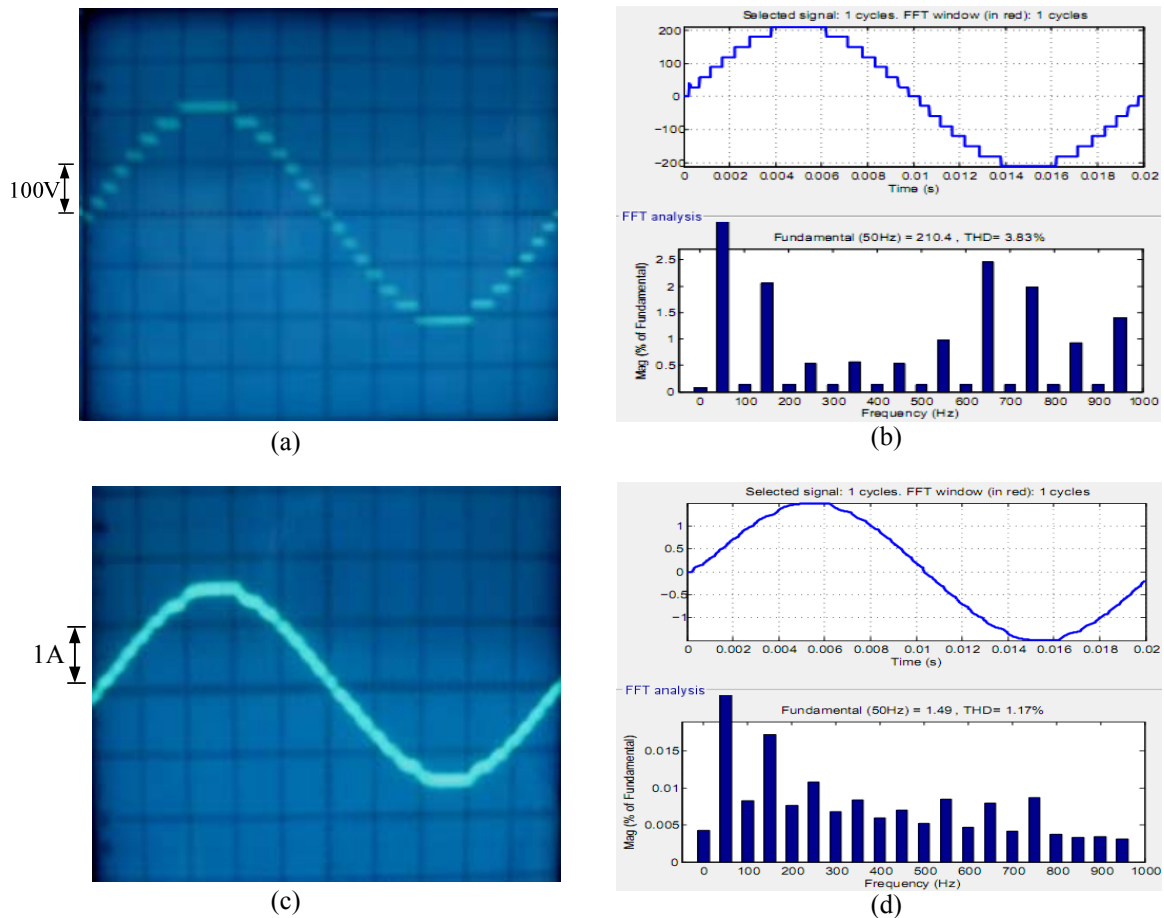 100V
(a)
Selected signal: 1 cycles. FFT window (in red): 1 cycles
200
100
0
−100
−200
0 0.002 0.004 0.006 0.008 0.01 0.012 0.014 0.016 0.018 0.02
Time (s)
FFT analysis
Fundamental (50Hz) = 210.4 , THD= 3.83%
Mag (% of Fundamental)
2.5
2
1.5
1
0.5
0
0 100 200 300 400 500 600 700 800 900 1000
Frequency (Hz)
(b)
1A
(c)
Selected signal: 1 cycles. FFT window (in red): 1 cycles
1
0.5
0
−0.5
−1
0 0.002 0.004 0.006 0.008 0.01 0.012 0.014 0.016 0.018 0.02
Time (s)
FFT analysis
Fundamental (50Hz) = 1.49 , THD= 1.17%
Mag (% of Fundamental)
0.015
0.01
0.005
0
0 100 200 300 400 500 600 700 800 900 1000
Frequency (Hz)
(d)